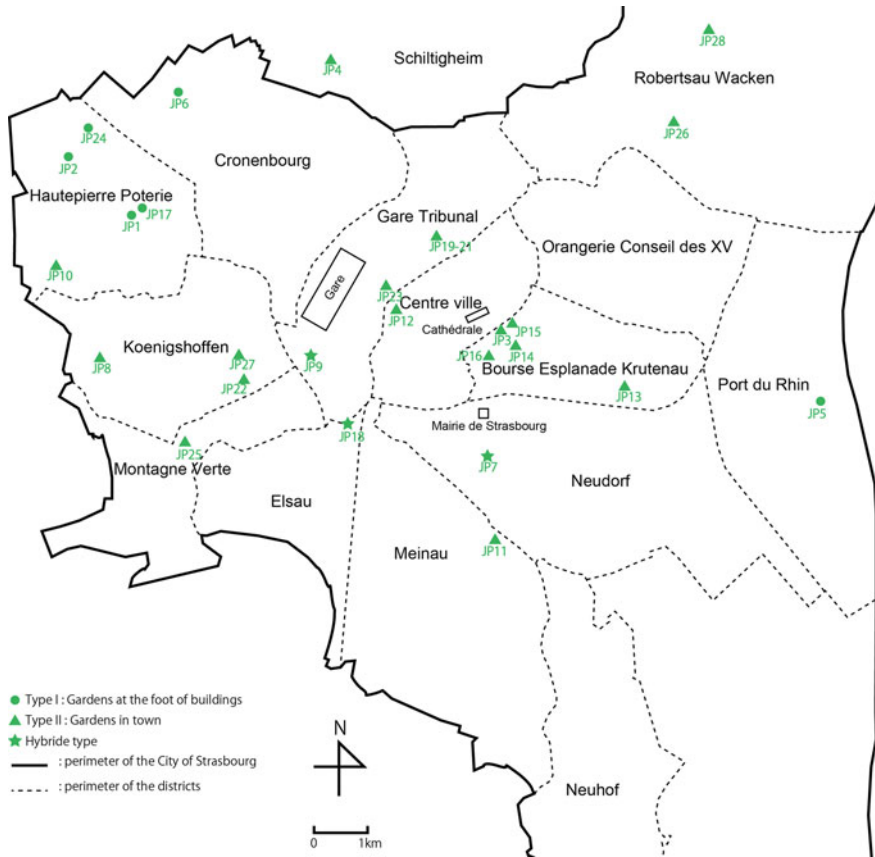 JP28
Schiltigheim
JP4
Robertsau Wacken
JP6
JP26
JP24
Cronenbourg
JP2
Hautepierre Poterie
JP17
JP1
Gare Tribunal
JP19-21
Orangerie Conseil des XV
JP10
Gare
JP23
Centre ville
JP12
Cathédrale
JP15
JP3
JP14
Koenigshoffen
JP27
JP8
JP22
JP9
JP16
Bourse Esplanade Krutenau
JP13
Port du Rhin
JP5
Mairie de Strasbourg
JP18
JP25
Montagne Verte
JP7
Neudorf
Elsau
Meinau
JP11
Type I : Gardens at the foot of buildings
Type II : Gardens in town
Hybride type
: perimeter of the City of Strasbourg
: perimeter of the districts
N
0 1km
Neuhof